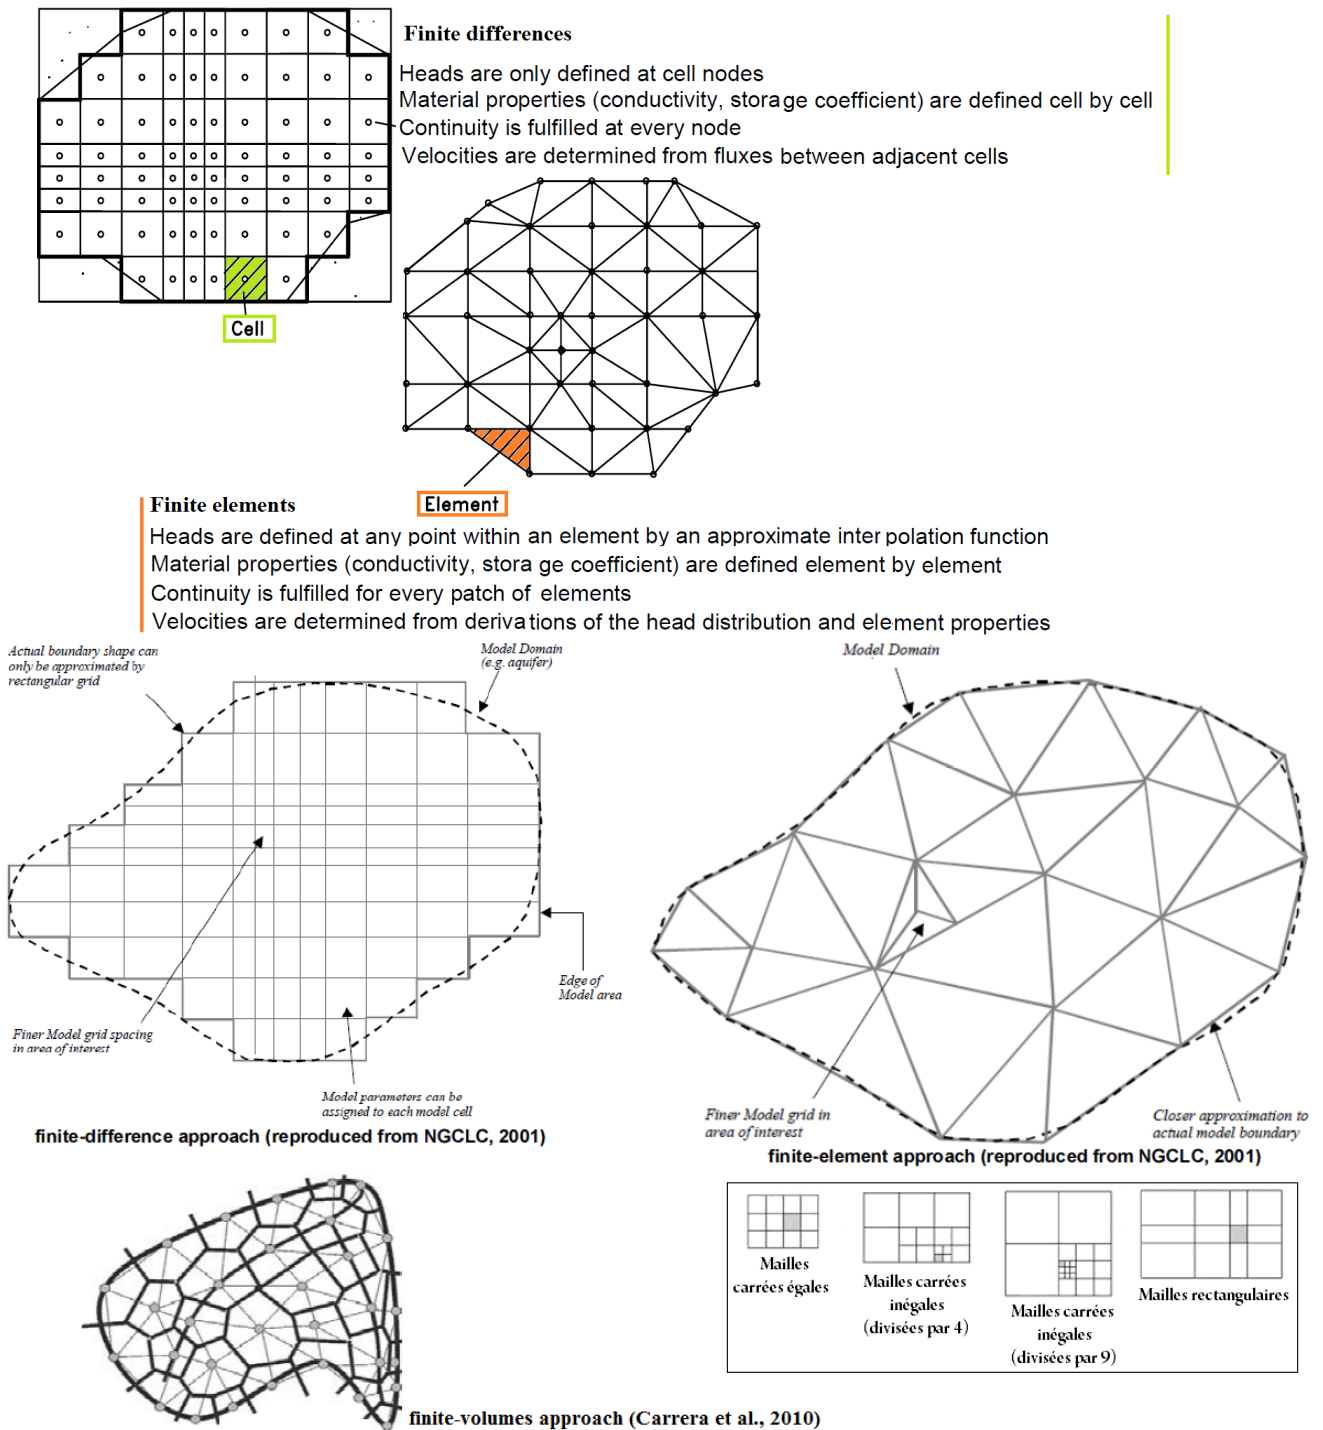 Finite differences
Heads are only defined at cell nodes
Material properties (conductivity, storage coefficient) are defined cell by cell
Continuity is fulfilled at every node
Velocities are determined from fluxes between adjacent cells
Cell
Element
Finite elements
Heads are defined at any point within an element by an approximate inter polation function
Material properties (conductivity, stora ge coefficient) are defined element by element
Continuity is fulfilled for every patch of elements
Velocities are determined from derivations of the head distribution and element properties
Actual boundary shape can
only be approximated by
rectangular grid
Model Domain
(e.g. aquifer)
Edge of
Model area
Finer Model grid spacing
in area of interest
Model parameters can be
assigned to each model cell
finite-difference approach (reproduced from NGCLC, 2001)
Model Domain
Finer Model grid in
area of interest
Closer approximation to
actual model boundary
finite-element approach (reproduced from NGCLC, 2001)
Mailles
carrées égales
Mailles carrées
inégales
(divisées par 4)
Mailles carrées
inégales
(divisées par 9)
Mailles rectangulaires
finite-volumes approach (Carrera et al., 2010)